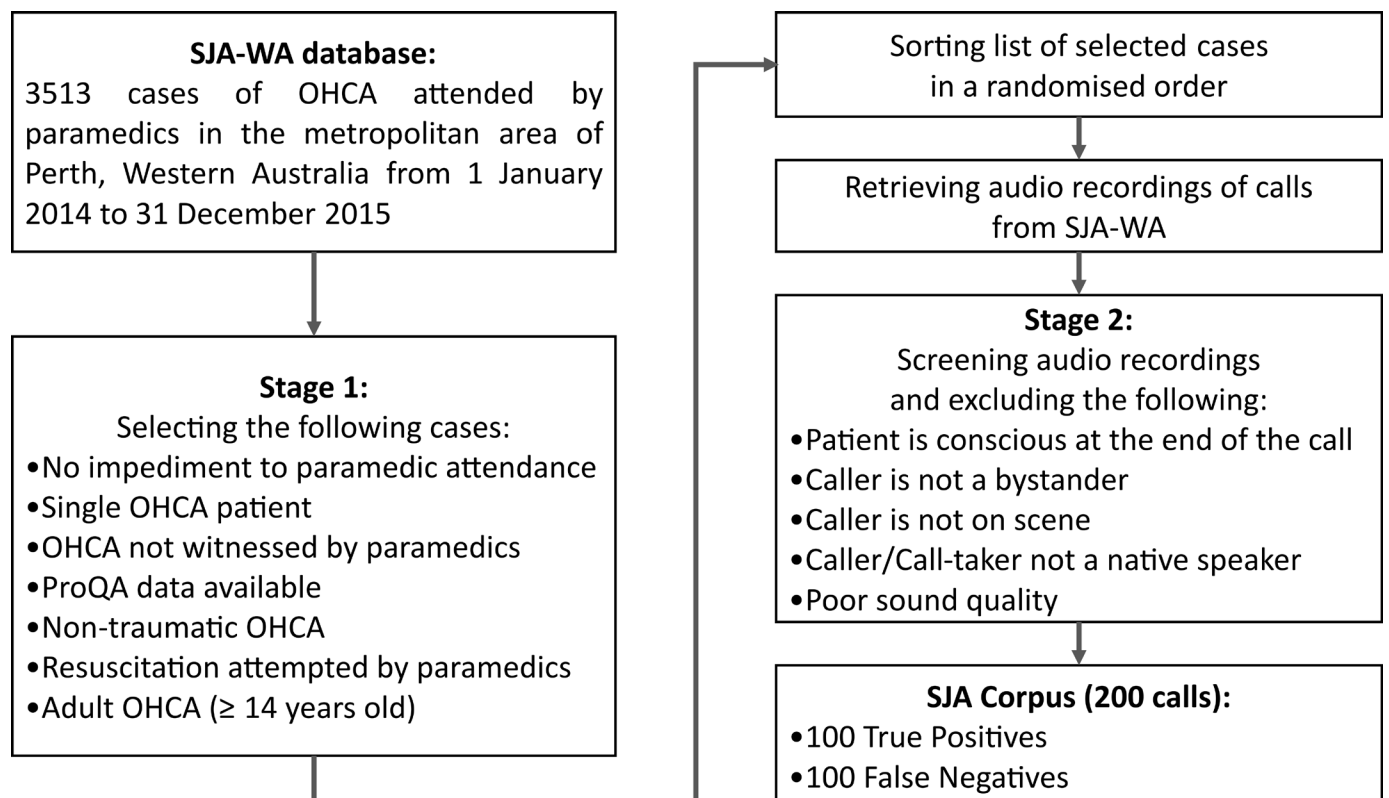 SJA-WA database:
3513 cases of OHCA attended by
paramedics in the metropolitan area of
Perth, Western Australia from 1 January
2014 to 31 December 2015
Stage 1:
Selecting the following cases:
•No impediment to paramedic attendance
•Single OHCA patient
•OHCA not witnessed by paramedics
•ProQA data available
•Non-traumatic OHCA
•Resuscitation attempted by paramedics
•Adult OHCA (≥ 14 years old)
Sorting list of selected cases
in a randomised order
Retrieving audio recordings of calls
from SJA-WA
Stage 2:
Screening audio recordings
and excluding the following:
•Patient is conscious at the end of the call
•Caller is not a bystander
•Caller is not on scene
•Caller/Call-taker not a native speaker
•Poor sound quality
SJA Corpus (200 calls):
•100 True Positives
•100 False Negatives